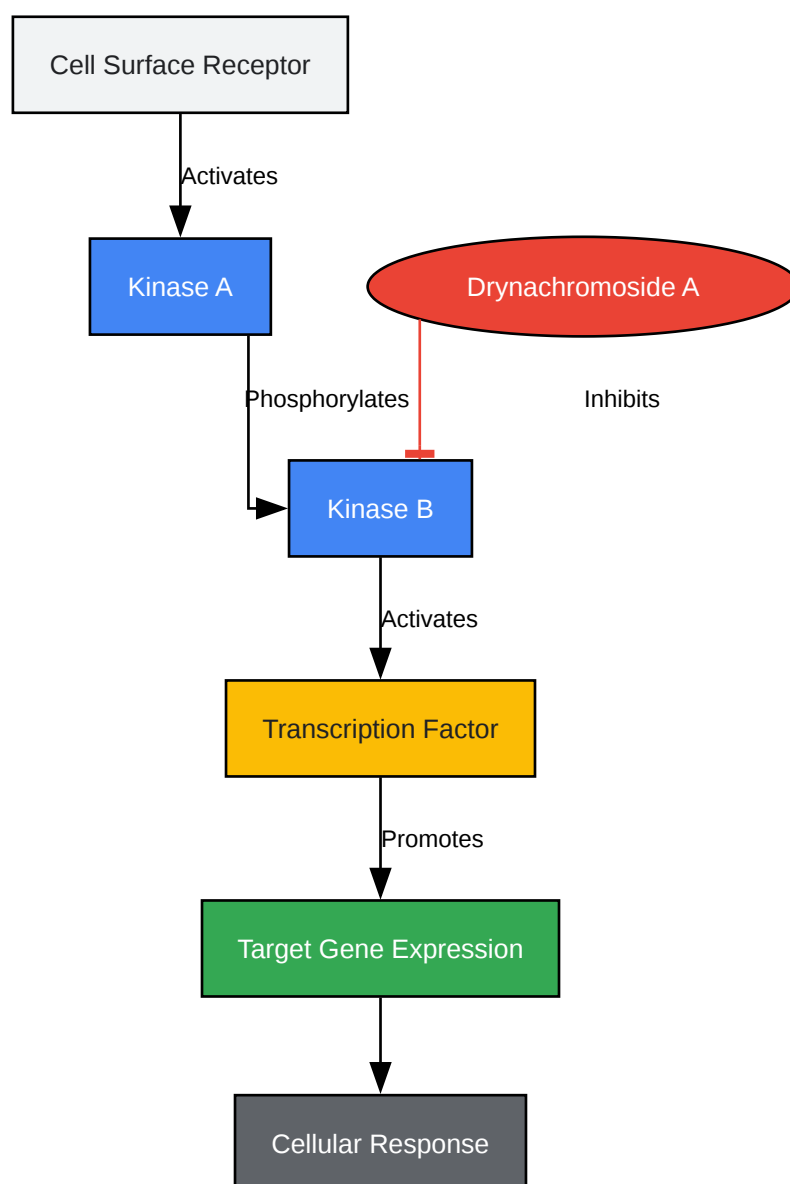 Cell Surface Receptor
Activates
Kinase A
Drynachromoside A
Phosphorylates
Inhibits
Kinase B
Activates
Transcription Factor
Promotes
Target Gene Expression
Cellular Response